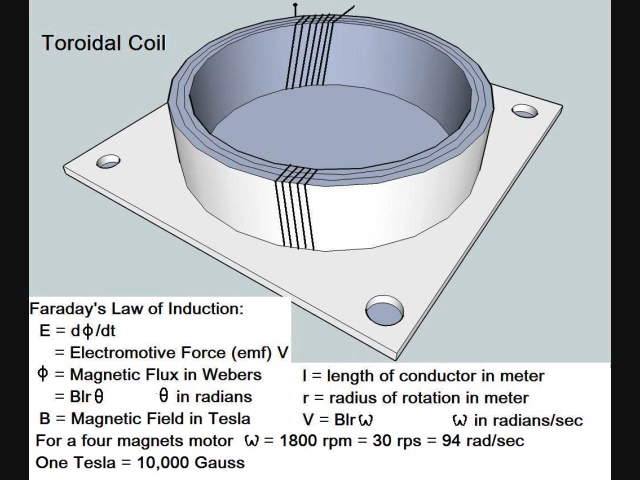 Toroidal Coil
Faraday's Law of Induction:
E = dϕ/dt
= Electromotive Force (emf) V
ϕ = Magnetic Flux in Webers
l = length of conductor in meter
= Blrθ θ in radians
r = radius of rotation in meter
B = Magnetic Field in Tesla
V = Blrω ω in radians/sec
For a four magnets motor ω = 1800 rpm = 30 rps = 94 rad/sec
One Tesla = 10,000 Gauss